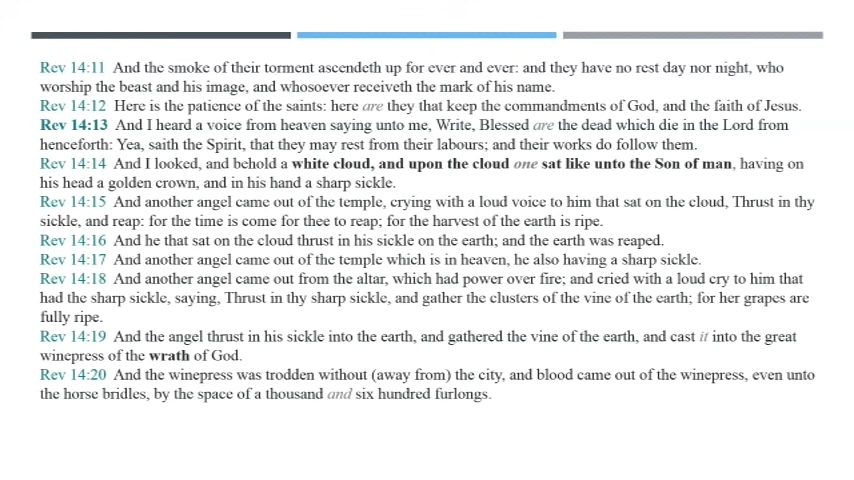 Rev 14:11 And the smoke of their torment ascendeth up for ever and ever: and they have no rest day nor night, who
worship the beast and his image, and whosoever receiveth the mark of his name.
Rev 14:12 Here is the patience of the saints: here are they that keep the commandments of God, and the faith of Jesus.
Rev 14:13 And I heard a voice from heaven saying unto me, Write, Blessed are the dead which die in the Lord from
henceforth: Yea, saith the Spirit, that they may rest from their labours; and their works do follow them.
Rev 14:14 And I looked, and behold a white cloud, and upon the cloud one sat like unto the Son of man, having on
his head a golden crown, and in his hand a sharp sickle.
Rev 14:15 And another angel came out of the temple, crying with a loud voice to him that sat on the cloud, Thrust in thy
sickle, and reap: for the time is come for thee to reap; for the harvest of the earth is ripe.
Rev 14:16 And he that sat on the cloud thrust in his sickle on the earth; and the earth was reaped.
Rev 14:17 And another angel came out of the temple which is in heaven, he also having a sharp sickle.
Rev 14:18 And another angel came out from the altar, which had power over fire; and cried with a loud cry to him that
had the sharp sickle, saying, Thrust in thy sharp sickle, and gather the clusters of the vine of the earth; for her grapes are
fully ripe.
Rev 14:19 And the angel thrust in his sickle into the earth, and gathered the vine of the earth, and cast it into the great
winepress of the wrath of God.
Rev 14:20 And the winepress was trodden without (away from) the city, and blood came out of the winepress, even unto
the horse bridles, by the space of a thousand and six hundred furlongs.